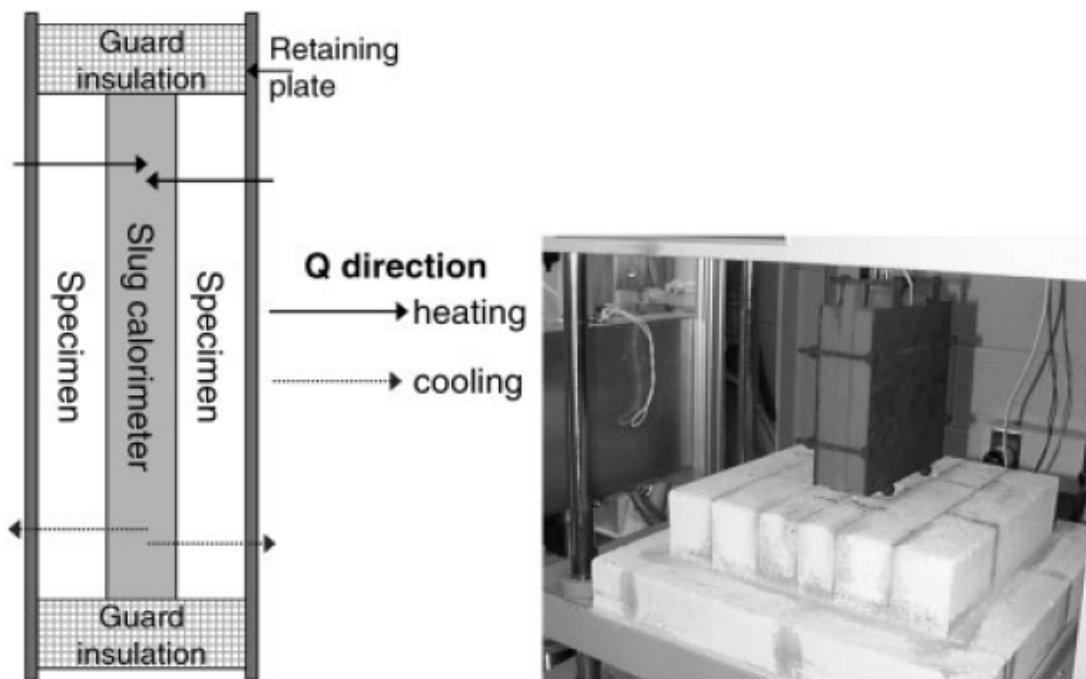 Guard
insulation
Retaining
plate
Slug calorimeter
Specimen
Specimen
Q direction
heating
cooling
Guard
insulation